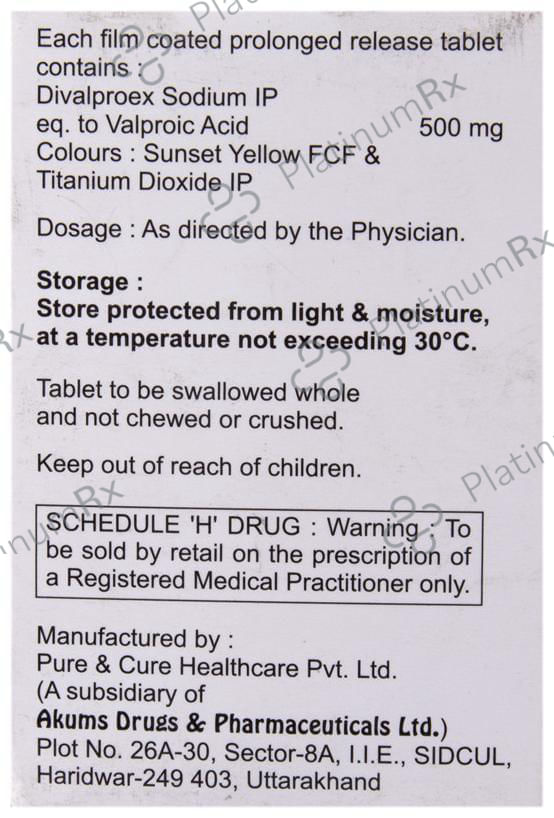 Each film coated prolonged release tablet
contains :
Divalproex Sodium IP
eq. to Valproic Acid 500 mg
Colours : Sunset Yellow FCF &
Titanium Dioxide IP
Dosage : As directed by the Physician.
Storage :
Store protected from light & moisture,
at a temperature not exceeding 30°C.
Tablet to be swallowed whole
and not chewed or crushed.
Keep out of reach of children.
SCHEDULE 'H' DRUG : Warning : To
be sold by retail on the prescription of
a Registered Medical Practitioner only.
Manufactured by :
Pure & Cure Healthcare Pvt. Ltd.
(A subsidiary of
Akums Drugs & Pharmaceuticals Ltd.)
Plot No. 26A-30, Sector-8A, I.I.E., SIDCUL,
Haridwar-249 403, Uttarakhand
PlatinumRx
PlatinumRx